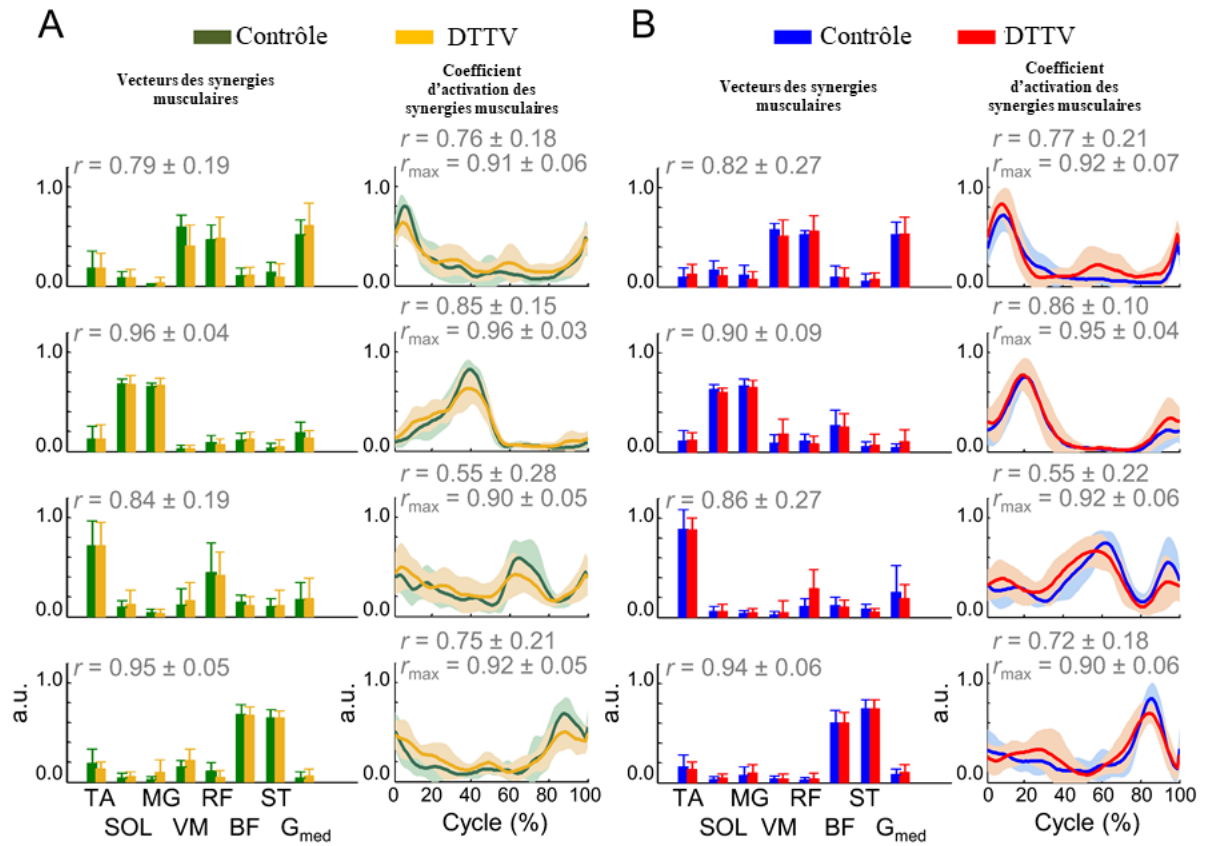 A
Contrôle
DTTV
Vecteurs des synergies
musculaires
Coefficient
d'activation des
synergies musculaires
r = 0.79 ± 0.19
r = 0.76 ± 0.18
rmax = 0.91 ± 0.06
1.0
0.0
1.0
0.0
r = 0.96 ± 0.04
r = 0.85 ± 0.15
rmax = 0.96 ± 0.03
1.0
0.0
1.0
0.0
r = 0.84 ± 0.19
r = 0.55 ± 0.28
rmax = 0.90 ± 0.05
1.0
0.0
1.0
0.0
r = 0.95 ± 0.05
r = 0.75 ± 0.21
rmax = 0.92 ± 0.05
1.0
0.0
a.u.
1.0
0.0
a.u.
TA MG RF ST
SOL VM BF Gmed
0 20 40 60 80 100
Cycle (%)
B
Contrôle
DTTV
Vecteurs des synergies
musculaires
Coefficient
d'activation des
synergies musculaires
r = 0.82 ± 0.27
r = 0.77 ± 0.21
rmax = 0.92 ± 0.07
1.0
0.0
1.0
0.0
r = 0.90 ± 0.09
r = 0.86 ± 0.10
rmax = 0.95 ± 0.04
1.0
0.0
1.0
0.0
r = 0.86 ± 0.27
r = 0.55 ± 0.22
rmax = 0.92 ± 0.06
1.0
0.0
1.0
0.0
r = 0.94 ± 0.06
r = 0.72 ± 0.18
rmax = 0.90 ± 0.06
1.0
0.0
a.u.
1.0
0.0
a.u.
TA MG RF ST
SOL VM BF Gmed
0 20 40 60 80 100
Cycle (%)